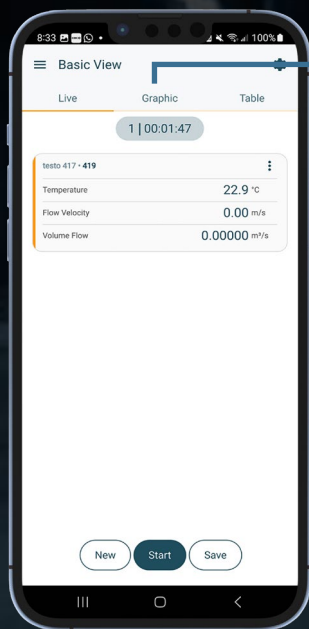 8:33 100%
Basic View
Live Graphic Table
1 | 00:01:47
testo 417 • 419
Temperature 22.9 °C
Flow Velocity 0.00 m/s
Volume Flow 0.00000 m³/s
New Start Save